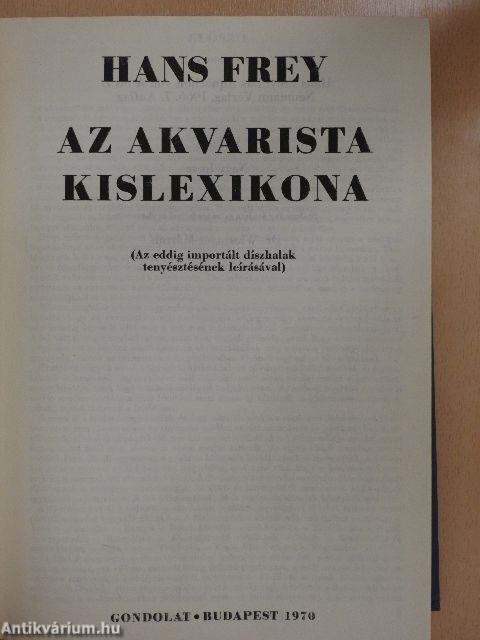 HANS FREY
AZ AKVARISTA
KISLEXIKONA
(Az eddig importált díszhalak
tenyésztésének leírásával)
GONDOLAT • BUDAPEST 1970
Antikvárium.hu